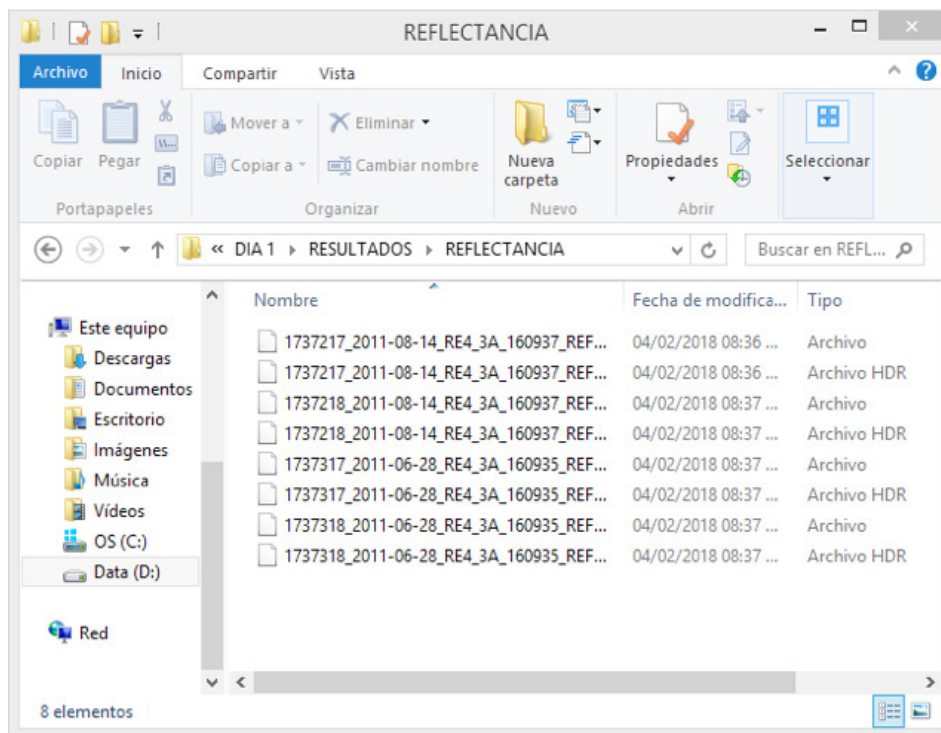 REFLECTANCIA
Archivo Inicio Compartir Vista
Copiar Pegar Mover a Copiar a Eliminar Cambiar nombre Nueva carpeta Propiedades Seleccionar
Portapapeles Organizar Nuevo Abrir
« DIA 1 RESULTADOS REFLECTANCIA Buscar en REFL...
Nombre Fecha de modifica... Tipo
Este equipo
Descargas
Documentos
Escritorio
Imágenes
Música
Vídeos
OS (C:)
Data (D:)
Red
1737217_2011-08-14_RE4_3A_160937_REF... 04/02/2018 08:36 ... Archivo
1737217_2011-08-14_RE4_3A_160937_REF... 04/02/2018 08:36 ... Archivo HDR
1737218_2011-08-14_RE4_3A_160937_REF... 04/02/2018 08:37 ... Archivo
1737218_2011-08-14_RE4_3A_160937_REF... 04/02/2018 08:37 ... Archivo HDR
1737317_2011-06-28_RE4_3A_160935_REF... 04/02/2018 08:37 ... Archivo
1737317_2011-06-28_RE4_3A_160935_REF... 04/02/2018 08:37 ... Archivo HDR
1737318_2011-06-28_RE4_3A_160935_REF... 04/02/2018 08:37 ... Archivo
1737318_2011-06-28_RE4_3A_160935_REF... 04/02/2018 08:37 ... Archivo HDR
8 elementos